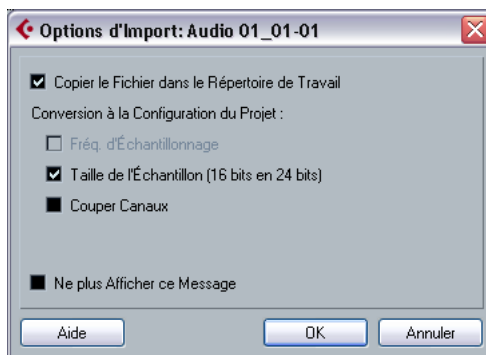 Options d'Import: Audio 01_01-01
Copier le Fichier dans le Répertoire de Travail
Conversion à la Configuration du Projet :
Fréq. d'Échantillonnage
Taille de l'Échantillon (16 bits en 24 bits)
Couper Canaux
Ne plus Afficher ce Message
Aide OK Annuler